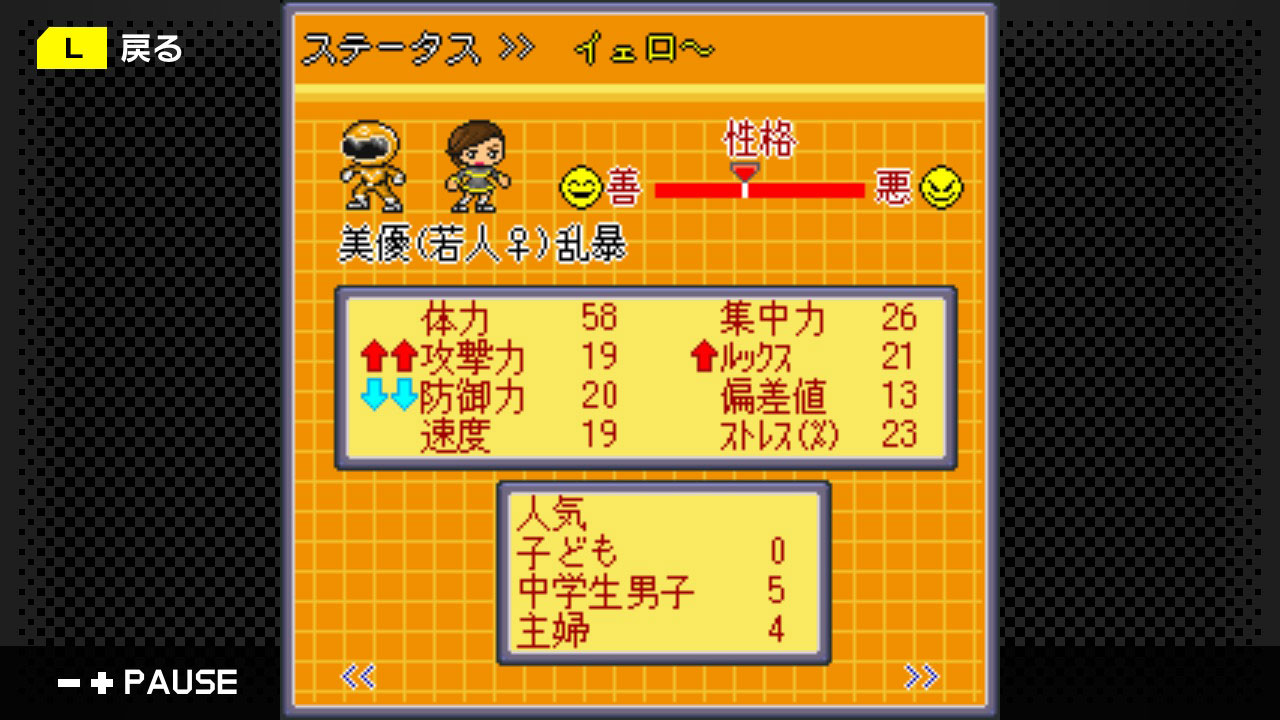 L 戻る
ステータス >> イェロ〜
性格
善 悪
美優(若人♀)乱暴
体力 58 集中力 26
攻撃力 19 ルックス 21
防御力 20 偏差値 13
速度 19 ストレス(%) 23
人気
子ども 0
中学生男子 5
主婦 4
<< >>
− + PAUSE